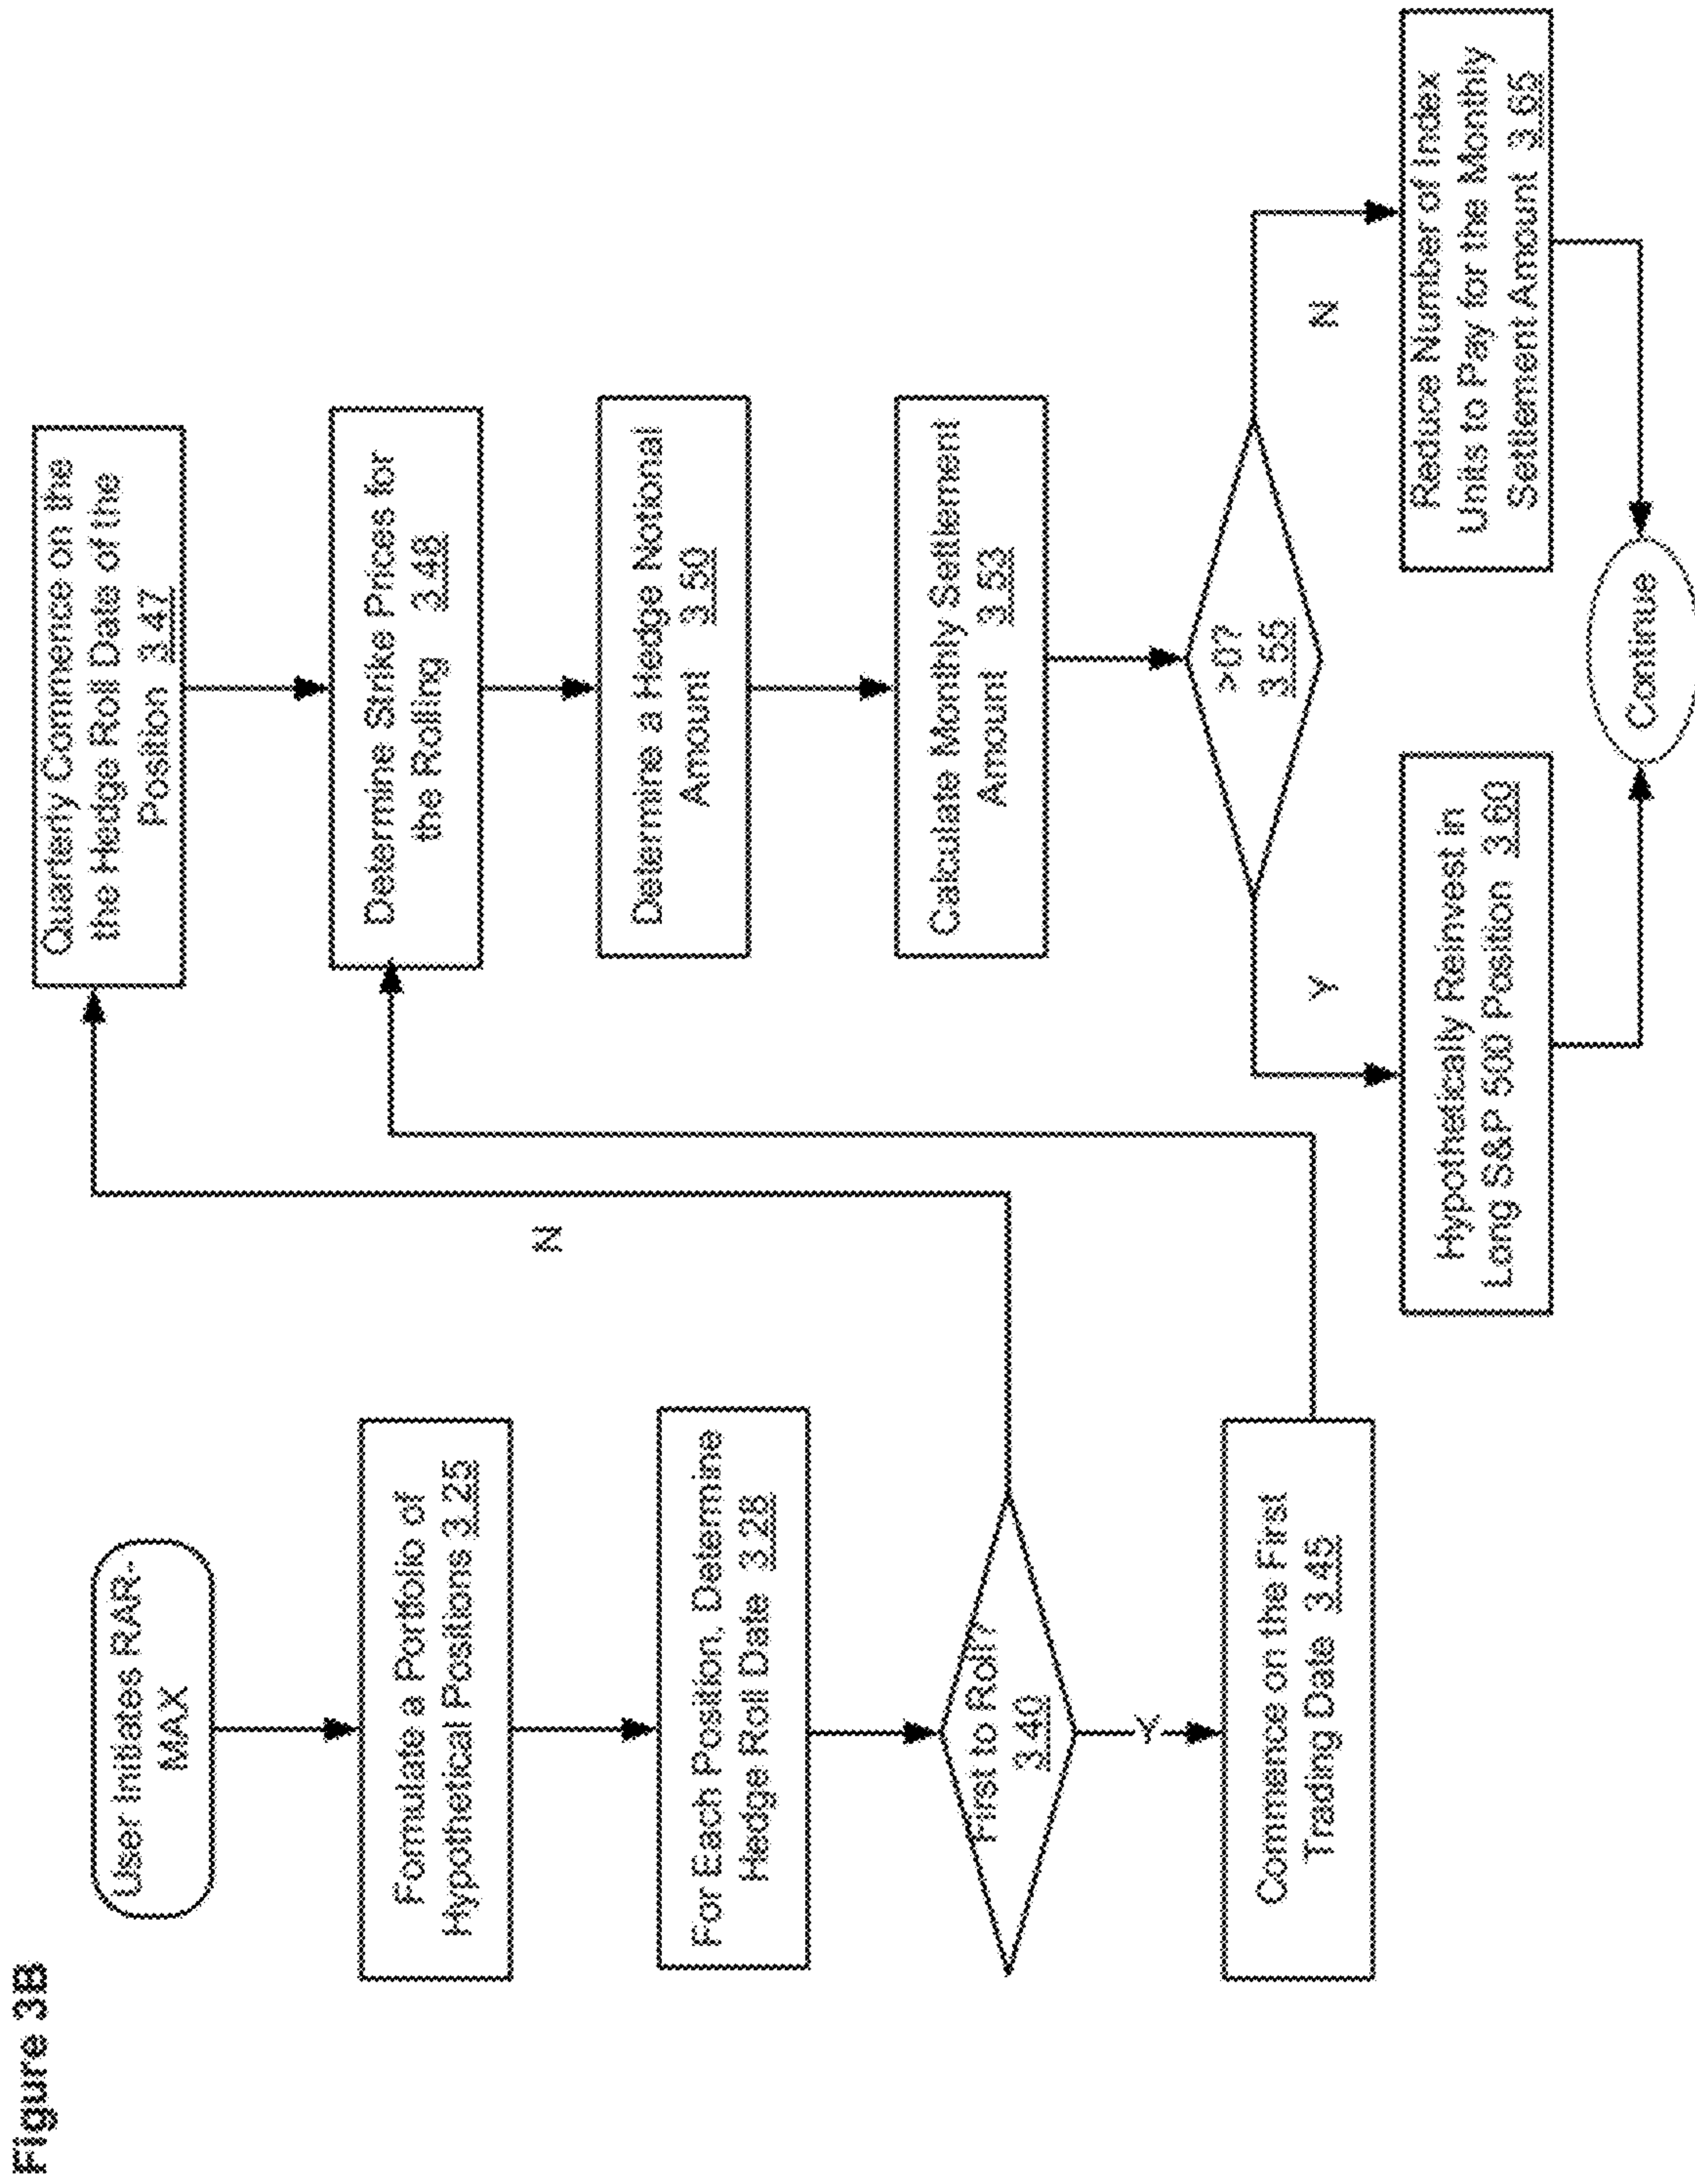 Figure 3B
User Initiates RAR-
MAX
Formulate a Portfolio of
Hypothetical Positions 3.25
For Each Position, Determine
Hedge Roll Date 3.28
First to Roll?
3.40
Y
Commence on the First
Trading Date 3.45
N
Quarterly Commence on the
the Hedge Roll Date of the
Position 3.47
Determine Strike Prices for
the Rolling 3.48
Determine a Hedge Notional
Amount 3.50
Calculate Monthly Settlement
Amount 3.53
>0?
3.55
Y
N
Hypothetically Reinvest in
Long S&P 500 Position 3.60
Reduce Number of Index
Units to Pay for the Monthly
Settlement Amount 3.65
Continue